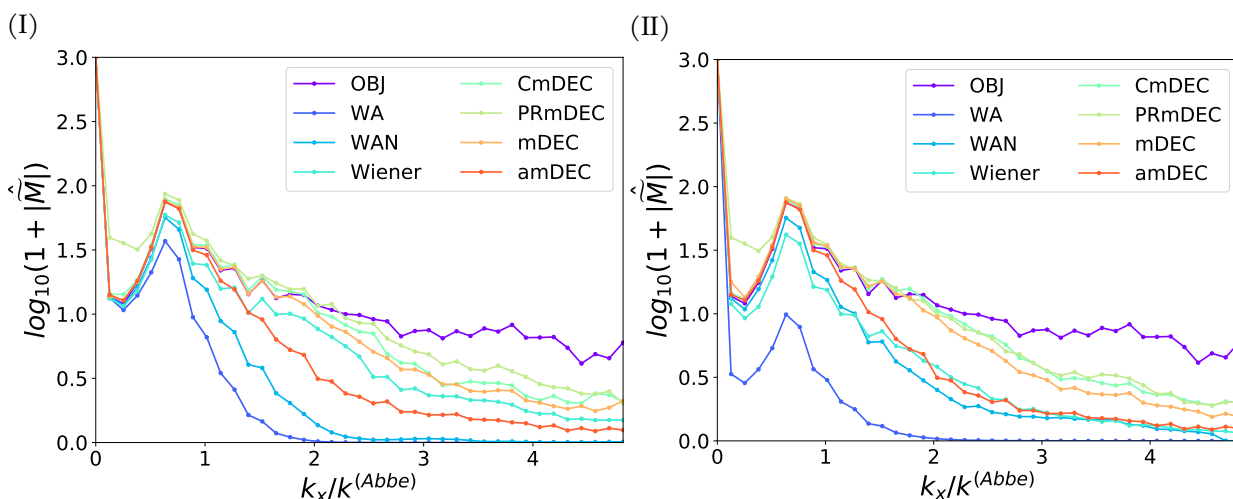 (I)
3.0
2.5
2.0
1.5
1.0
0.5
0.0
log₁₀(1 + |M̃̂|)
OBJ
WA
WAN
Wiener
CmDEC
PRmDEC
mDEC
amDEC
0 1 2 3 4
kₓ/k⁽ᴬᵇᵇᵉ⁾
(II)
3.0
2.5
2.0
1.5
1.0
0.5
0.0
log₁₀(1 + |M̃̂|)
OBJ
WA
WAN
Wiener
CmDEC
PRmDEC
mDEC
amDEC
0 1 2 3 4
kₓ/k⁽ᴬᵇᵇᵉ⁾